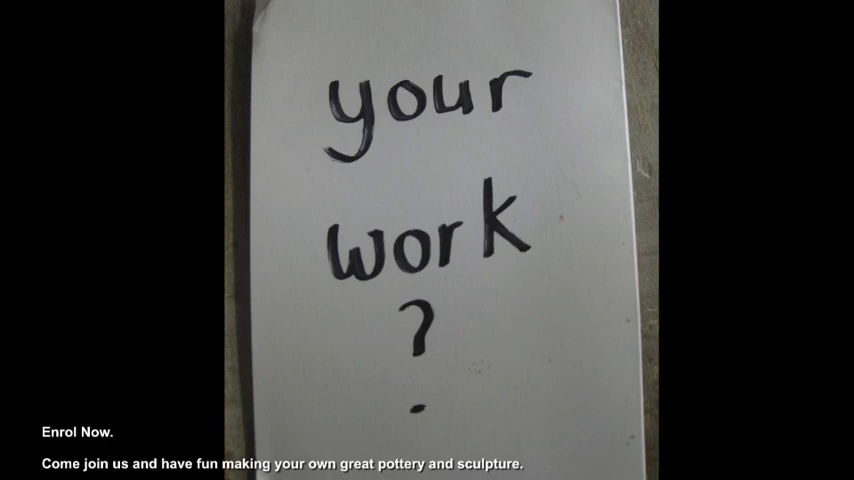 your
work
?
Enrol Now.
Come join us and have fun making your own great pottery and sculpture.